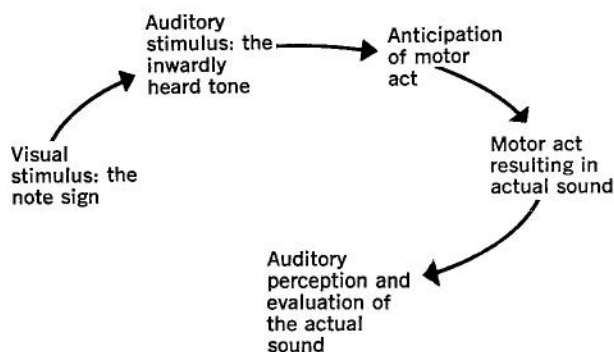 Auditory
stimulus: the
inwardly
heard tone
Anticipation
of motor
act
Visual
stimulus: the
note sign
Motor act
resulting in
actual sound
Auditory
perception and
evaluation of
the actual
sound